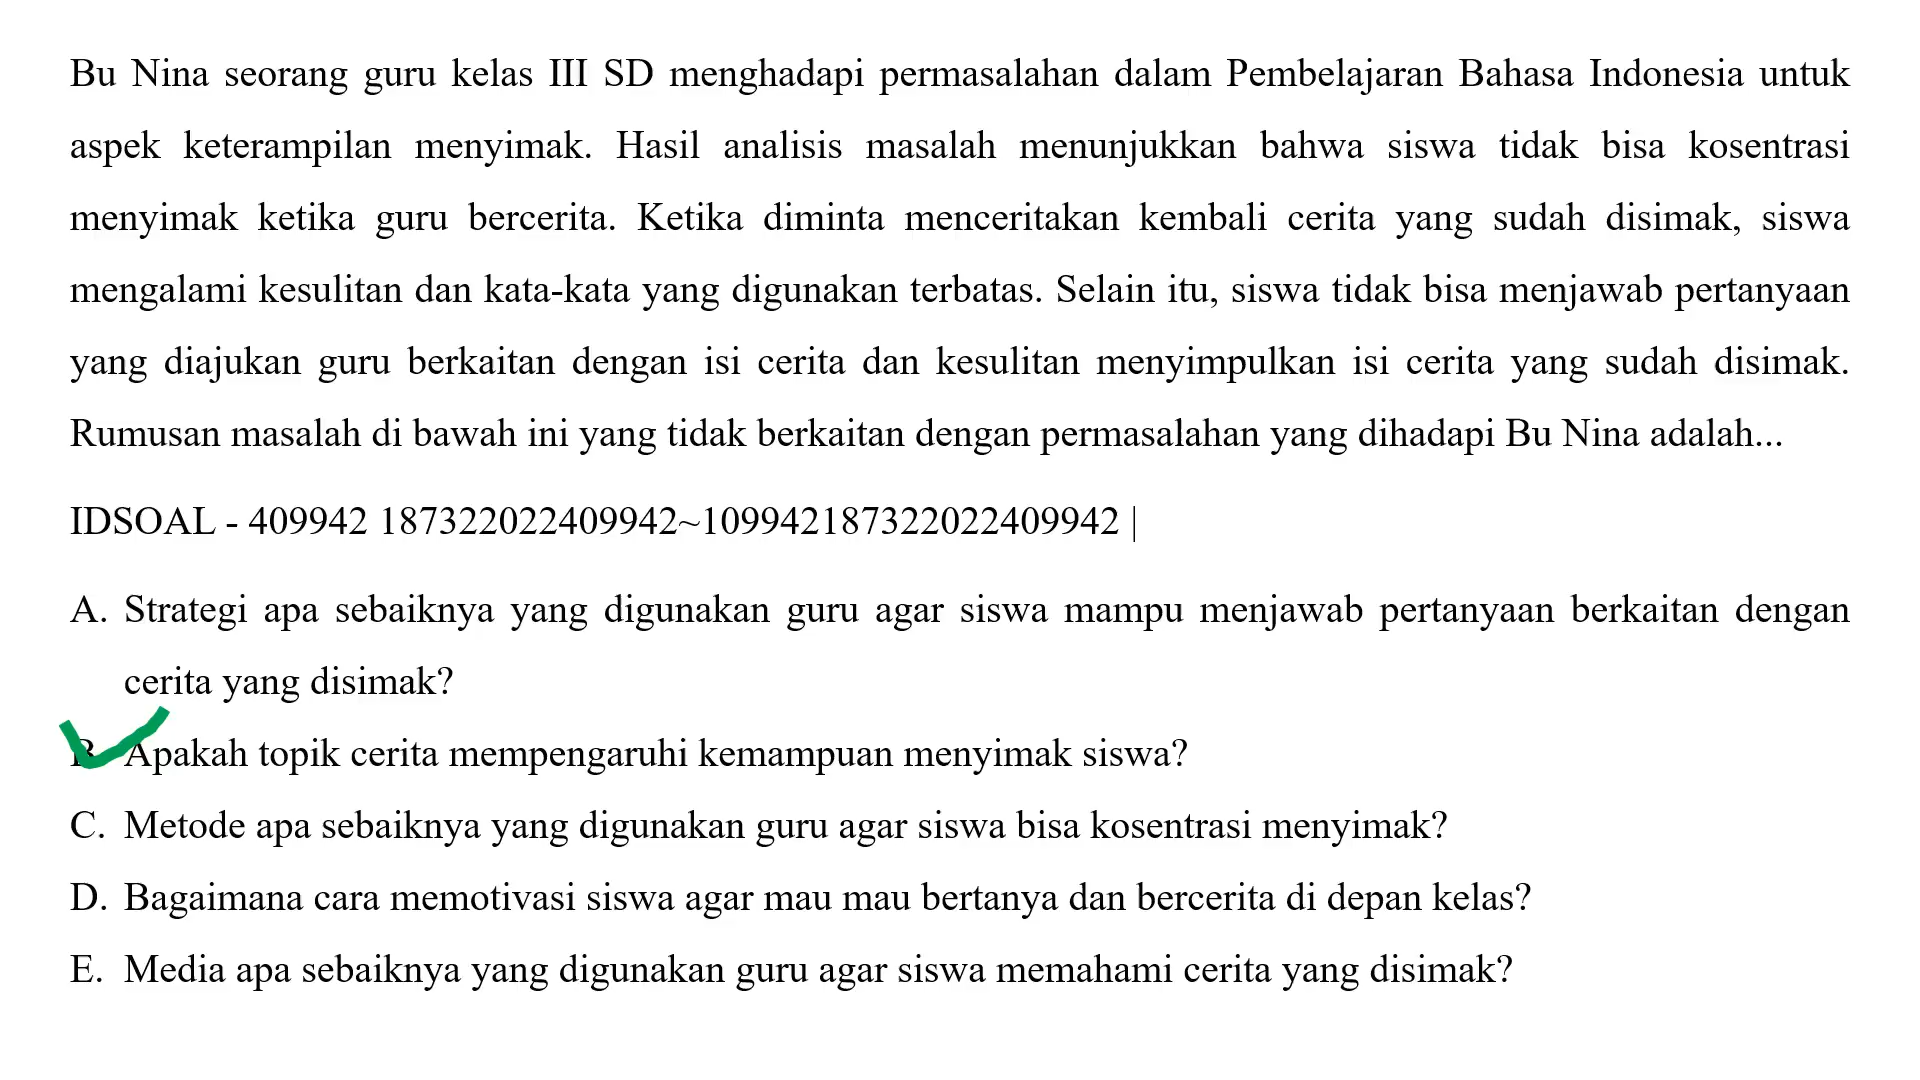 Bu Nina seorang guru kelas III SD menghadapi permasalahan dalam Pembelajaran Bahasa Indonesia untuk
aspek keterampilan menyimak. Hasil analisis masalah menunjukkan bahwa siswa tidak bisa kosentrasi
menyimak ketika guru bercerita. Ketika diminta menceritakan kembali cerita yang sudah disimak, siswa
mengalami kesulitan dan kata-kata yang digunakan terbatas. Selain itu, siswa tidak bisa menjawab pertanyaan
yang diajukan guru berkaitan dengan isi cerita dan kesulitan menyimpulkan isi cerita yang sudah disimak.
Rumusan masalah di bawah ini yang tidak berkaitan dengan permasalahan yang dihadapi Bu Nina adalah...
IDSOAL - 409942 187322022409942~109942187322022409942 |
A. Strategi apa sebaiknya yang digunakan guru agar siswa mampu menjawab pertanyaan berkaitan dengan
cerita yang disimak?
B. Apakah topik cerita mempengaruhi kemampuan menyimak siswa?
C. Metode apa sebaiknya yang digunakan guru agar siswa bisa kosentrasi menyimak?
D. Bagaimana cara memotivasi siswa agar mau mau bertanya dan bercerita di depan kelas?
E. Media apa sebaiknya yang digunakan guru agar siswa memahami cerita yang disimak?